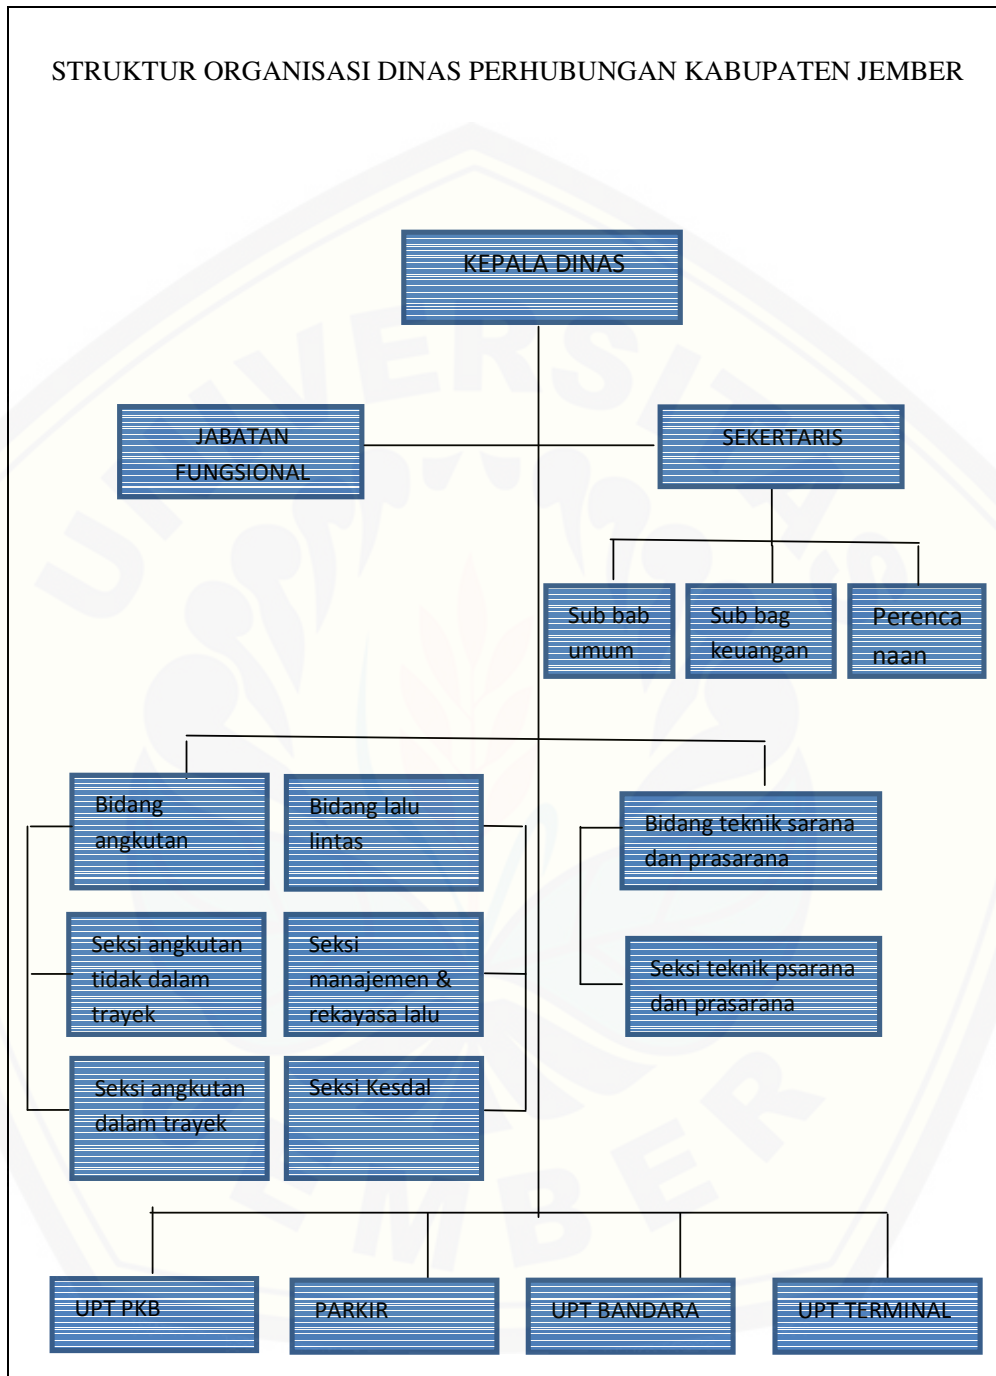 STRUKTUR ORGANISASI DINAS PERHUBUNGAN KABUPATEN JEMBER
KEPALA DINAS
JABATAN
FUNGSIONAL
SEKERTARIS
Sub bab
umum
Sub bag
keuangan
Perenca
naan
Bidang
angkutan
Bidang lalu
lintas
Bidang teknik sarana
dan prasarana
Seksi angkutan
tidak dalam
trayek
Seksi
manajemen &
rekayasa lalu
Seksi teknik psarana
dan prasarana
Seksi angkutan
dalam trayek
Seksi Kesdal
UPT PKB
PARKIR
UPT BANDARA
UPT TERMINAL
UNIVERSITAS
EMBER